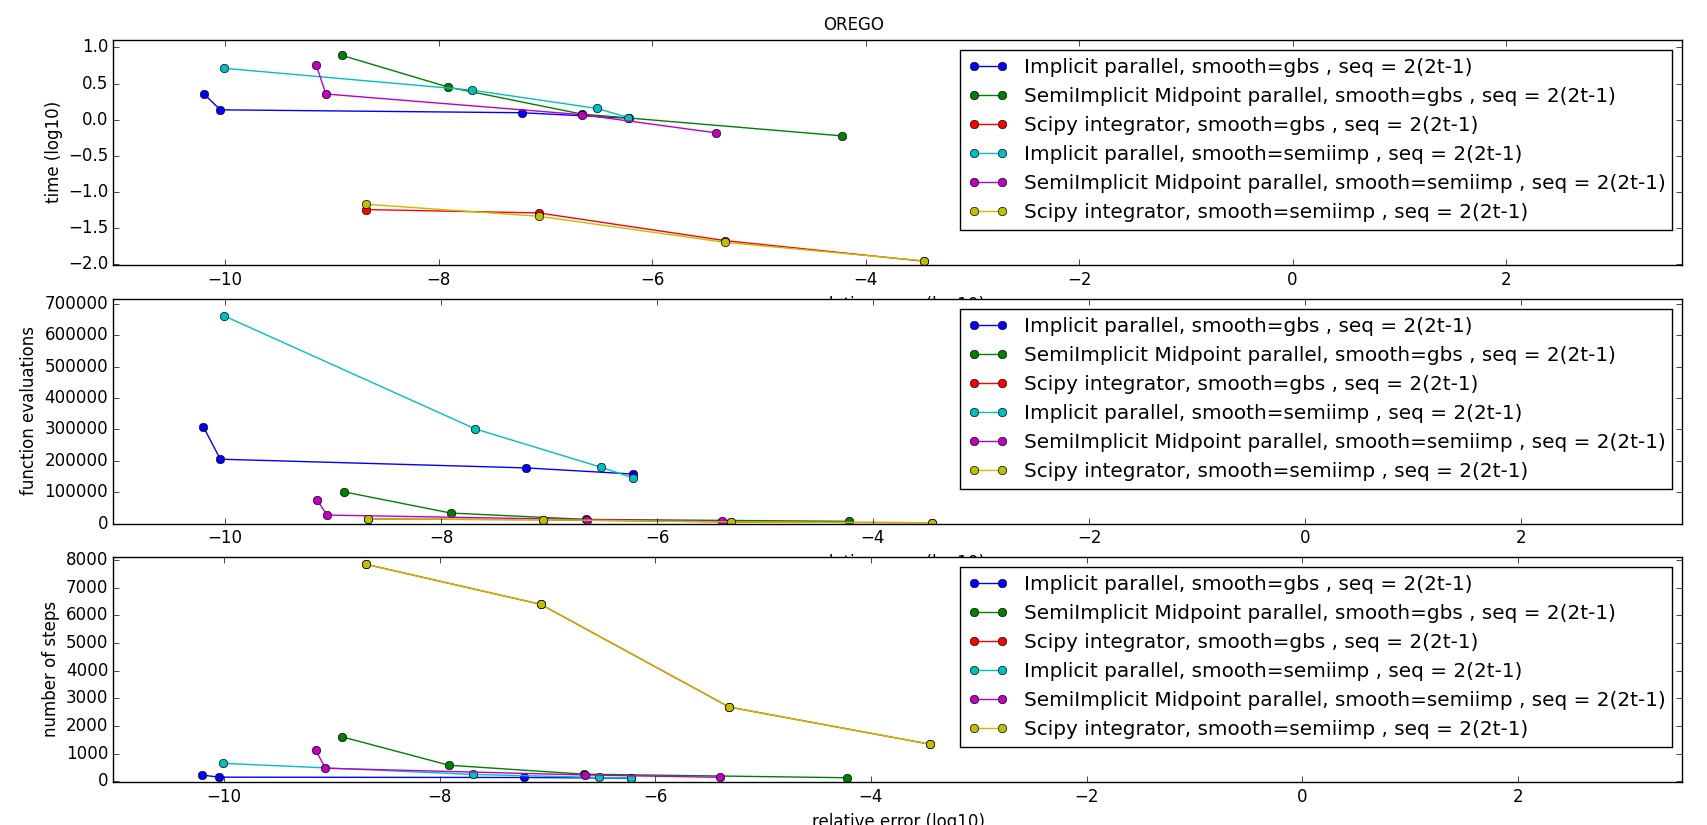 OREGO
time (log10)
1.0
0.5
0.0
−0.5
−1.0
−1.5
−2.0
Implicit parallel, smooth=gbs , seq = 2(2t-1)
SemiImplicit Midpoint parallel, smooth=gbs , seq = 2(2t-1)
Scipy integrator, smooth=gbs , seq = 2(2t-1)
Implicit parallel, smooth=semiimp , seq = 2(2t-1)
SemiImplicit Midpoint parallel, smooth=semiimp , seq = 2(2t-1)
Scipy integrator, smooth=semiimp , seq = 2(2t-1)
−10 −8 −6 −4 −2 0 2
function evaluations
700000
600000
500000
400000
300000
200000
100000
0
Implicit parallel, smooth=gbs , seq = 2(2t-1)
SemiImplicit Midpoint parallel, smooth=gbs , seq = 2(2t-1)
Scipy integrator, smooth=gbs , seq = 2(2t-1)
Implicit parallel, smooth=semiimp , seq = 2(2t-1)
SemiImplicit Midpoint parallel, smooth=semiimp , seq = 2(2t-1)
Scipy integrator, smooth=semiimp , seq = 2(2t-1)
−10 −8 −6 −4 −2 0 2
number of steps
8000
7000
6000
5000
4000
3000
2000
1000
0
Implicit parallel, smooth=gbs , seq = 2(2t-1)
SemiImplicit Midpoint parallel, smooth=gbs , seq = 2(2t-1)
Scipy integrator, smooth=gbs , seq = 2(2t-1)
Implicit parallel, smooth=semiimp , seq = 2(2t-1)
SemiImplicit Midpoint parallel, smooth=semiimp , seq = 2(2t-1)
Scipy integrator, smooth=semiimp , seq = 2(2t-1)
−10 −8 −6 −4 −2 0 2
relative error (log10)